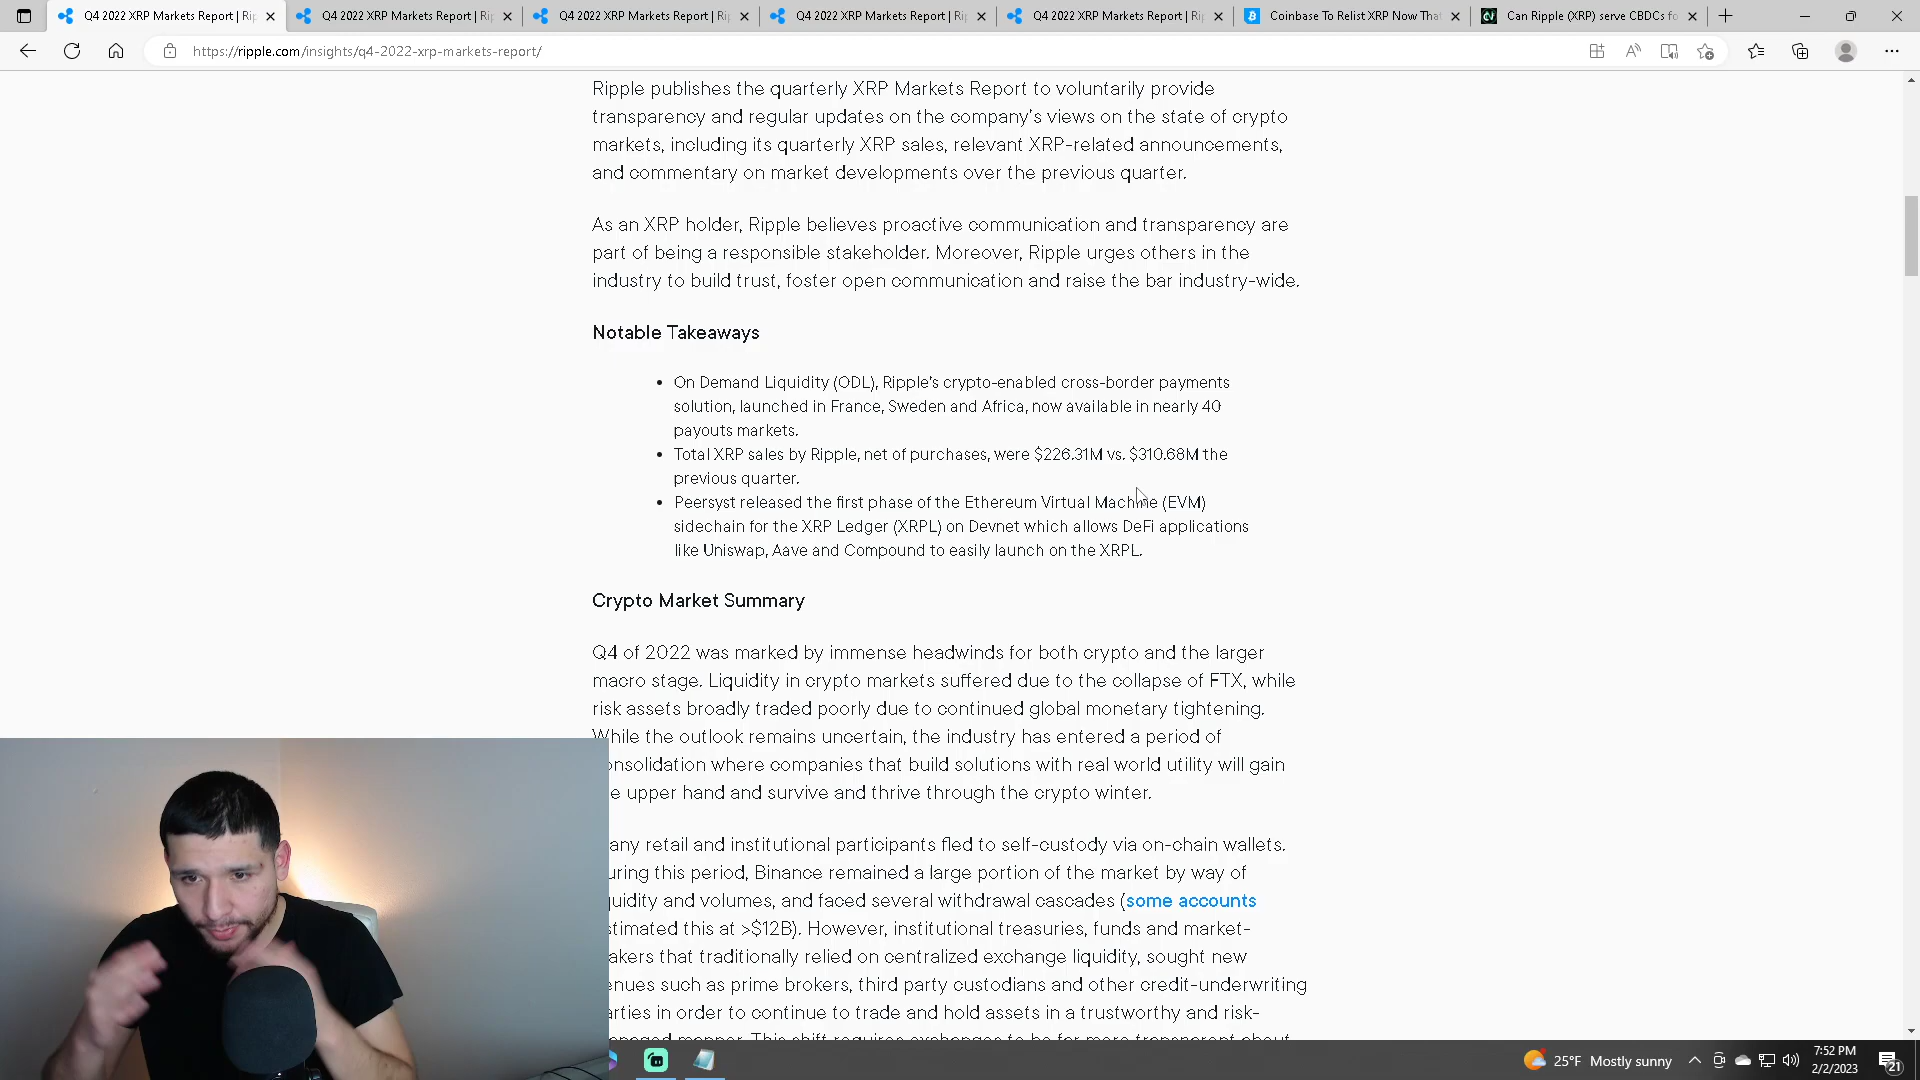 Q4 2022 XRP Markets Report | Rip
Q4 2022 XRP Markets Report | Rip
Q4 2022 XRP Markets Report | Rip
Q4 2022 XRP Markets Report | Rip
Q4 2022 XRP Markets Report | Rip
Coinbase To Relist XRP Now Tha
Can Ripple (XRP) serve CBDCs fo
https://ripple.com/insights/q4-2022-xrp-markets-report/
Ripple publishes the quarterly XRP Markets Report to voluntarily provide
transparency and regular updates on the company's views on the state of crypto
markets, including its quarterly XRP sales, relevant XRP-related announcements,
and commentary on market developments over the previous quarter.
As an XRP holder, Ripple believes proactive communication and transparency are
part of being a responsible stakeholder. Moreover, Ripple urges others in the
industry to build trust, foster open communication and raise the bar industry-wide.
Notable Takeaways
• On Demand Liquidity (ODL), Ripple's crypto-enabled cross-border payments
solution, launched in France, Sweden and Africa, now available in nearly 40
payouts markets.
• Total XRP sales by Ripple, net of purchases, were $226.31M vs. $310.68M the
previous quarter.
• Peersyst released the first phase of the Ethereum Virtual Machine (EVM)
sidechain for the XRP Ledger (XRPL) on Devnet which allows DeFi applications
like Uniswap, Aave and Compound to easily launch on the XRPL.
Crypto Market Summary
Q4 of 2022 was marked by immense headwinds for both crypto and the larger
macro stage. Liquidity in crypto markets suffered due to the collapse of FTX, while
risk assets broadly traded poorly due to continued global monetary tightening.
While the outlook remains uncertain, the industry has entered a period of
onsolidation where companies that build solutions with real world utility will gain
e upper hand and survive and thrive through the crypto winter.
any retail and institutional participants fled to self-custody via on-chain wallets.
uring this period, Binance remained a large portion of the market by way of
quidity and volumes, and faced several withdrawal cascades (some accounts
stimated this at >$12B). However, institutional treasuries, funds and market-
akers that traditionally relied on centralized exchange liquidity, sought new
enues such as prime brokers, third party custodians and other credit-underwriting
arties in order to continue to trade and hold assets in a trustworthy and risk-
managed manner. This shift requires exchanges to be far more transparent about
25°F Mostly sunny
7:52 PM
2/2/2023
21